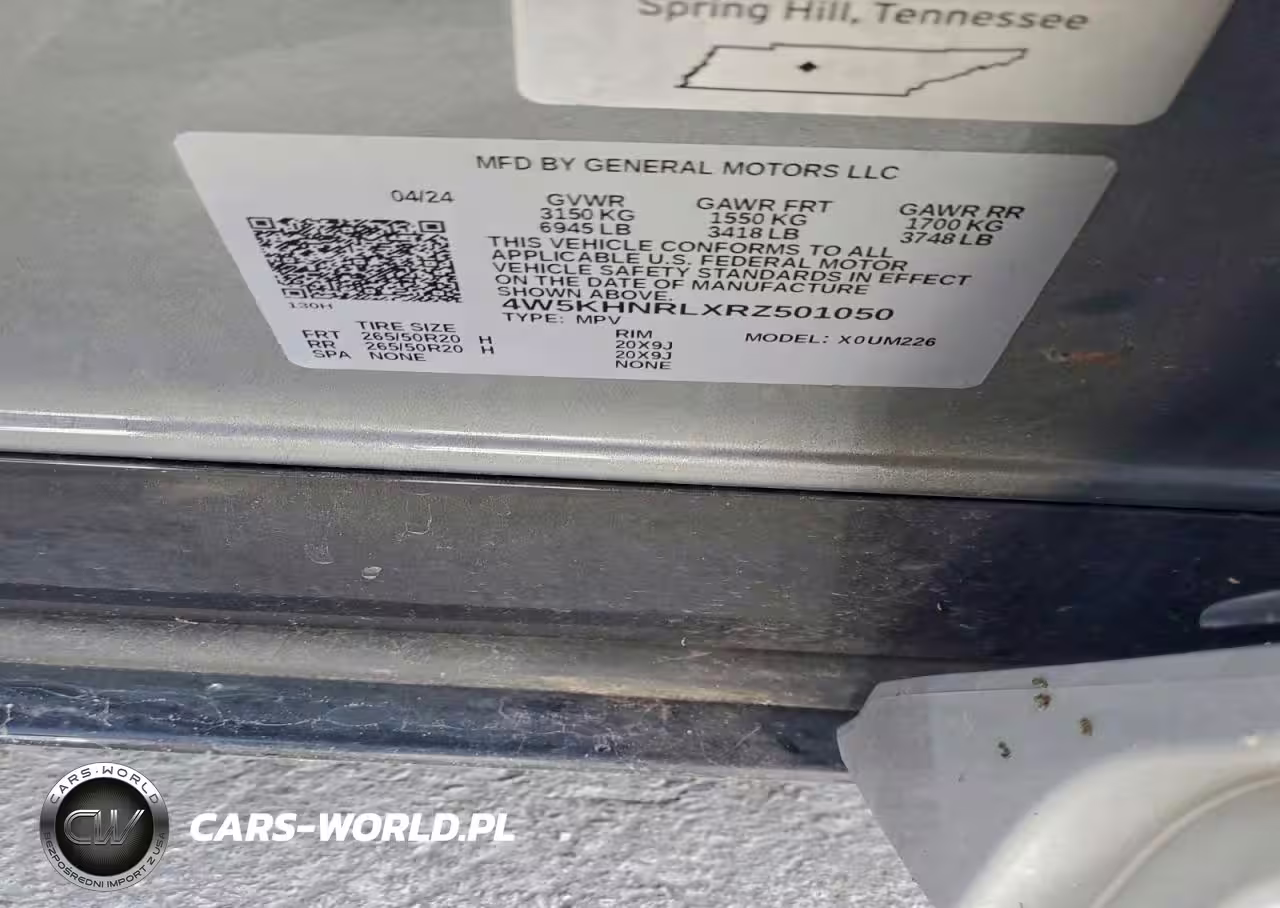 Spring Hill, Tennessee
MFD BY GENERAL MOTORS LLC
04/24
GVWR GAWR FRT GAWR RR
3150 KG 1550 KG 1700 KG
6945 LB 3418 LB 3748 LB
THIS VEHICLE CONFORMS TO ALL
APPLICABLE U.S. FEDERAL MOTOR
VEHICLE SAFETY STANDARDS IN EFFECT
ON THE DATE OF MANUFACTURE
SHOWN ABOVE.
130H
4W5KHNRLXRZ501050
TYPE: MPV
TIRE SIZE RIM MODEL: X0UM226
FRT 265/50R20 H 20X9J
RR 265/50R20 H 20X9J
SPA NONE NONE
CARS-WORLD
CW
BEZPOŚREDNI IMPORT Z USA
CARS-WORLD.PL